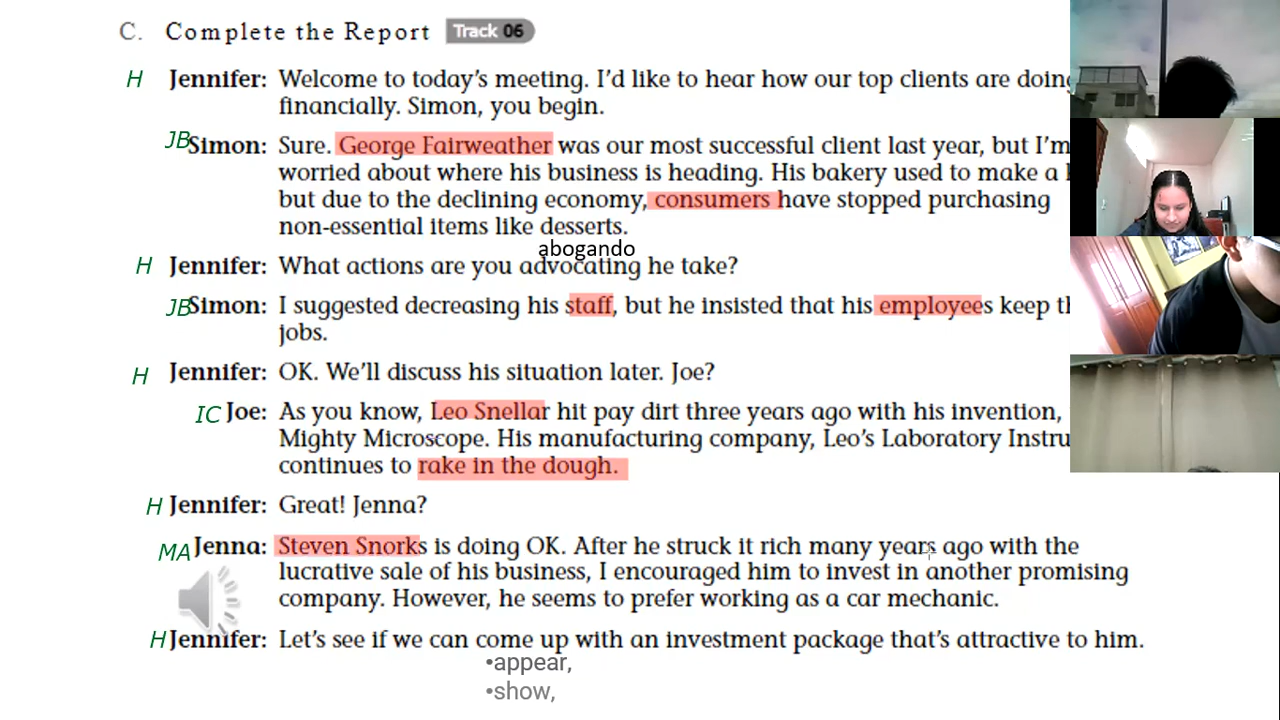 C. Complete the Report Track 06
H Jennifer: Welcome to today's meeting. I'd like to hear how our top clients are doing
financially. Simon, you begin.
JB Simon: Sure. George Fairweather was our most successful client last year, but I'm
worried about where his business is heading. His bakery used to make a
but due to the declining economy, consumers have stopped purchasing
non-essential items like desserts.
abogando
H Jennifer: What actions are you advocating he take?
JB Simon: I suggested decreasing his staff, but he insisted that his employees keep
jobs.
H Jennifer: OK. We'll discuss his situation later. Joe?
IC Joe: As you know, Leo Snellar hit pay dirt three years ago with his invention,
Mighty Microscope. His manufacturing company, Leo's Laboratory Instru
continues to rake in the dough.
H Jennifer: Great! Jenna?
MA Jenna: Steven Snorks is doing OK. After he struck it rich many years ago with the
lucrative sale of his business, I encouraged him to invest in another promising
company. However, he seems to prefer working as a car mechanic.
H Jennifer: Let's see if we can come up with an investment package that's attractive to him.
•appear,
•show,